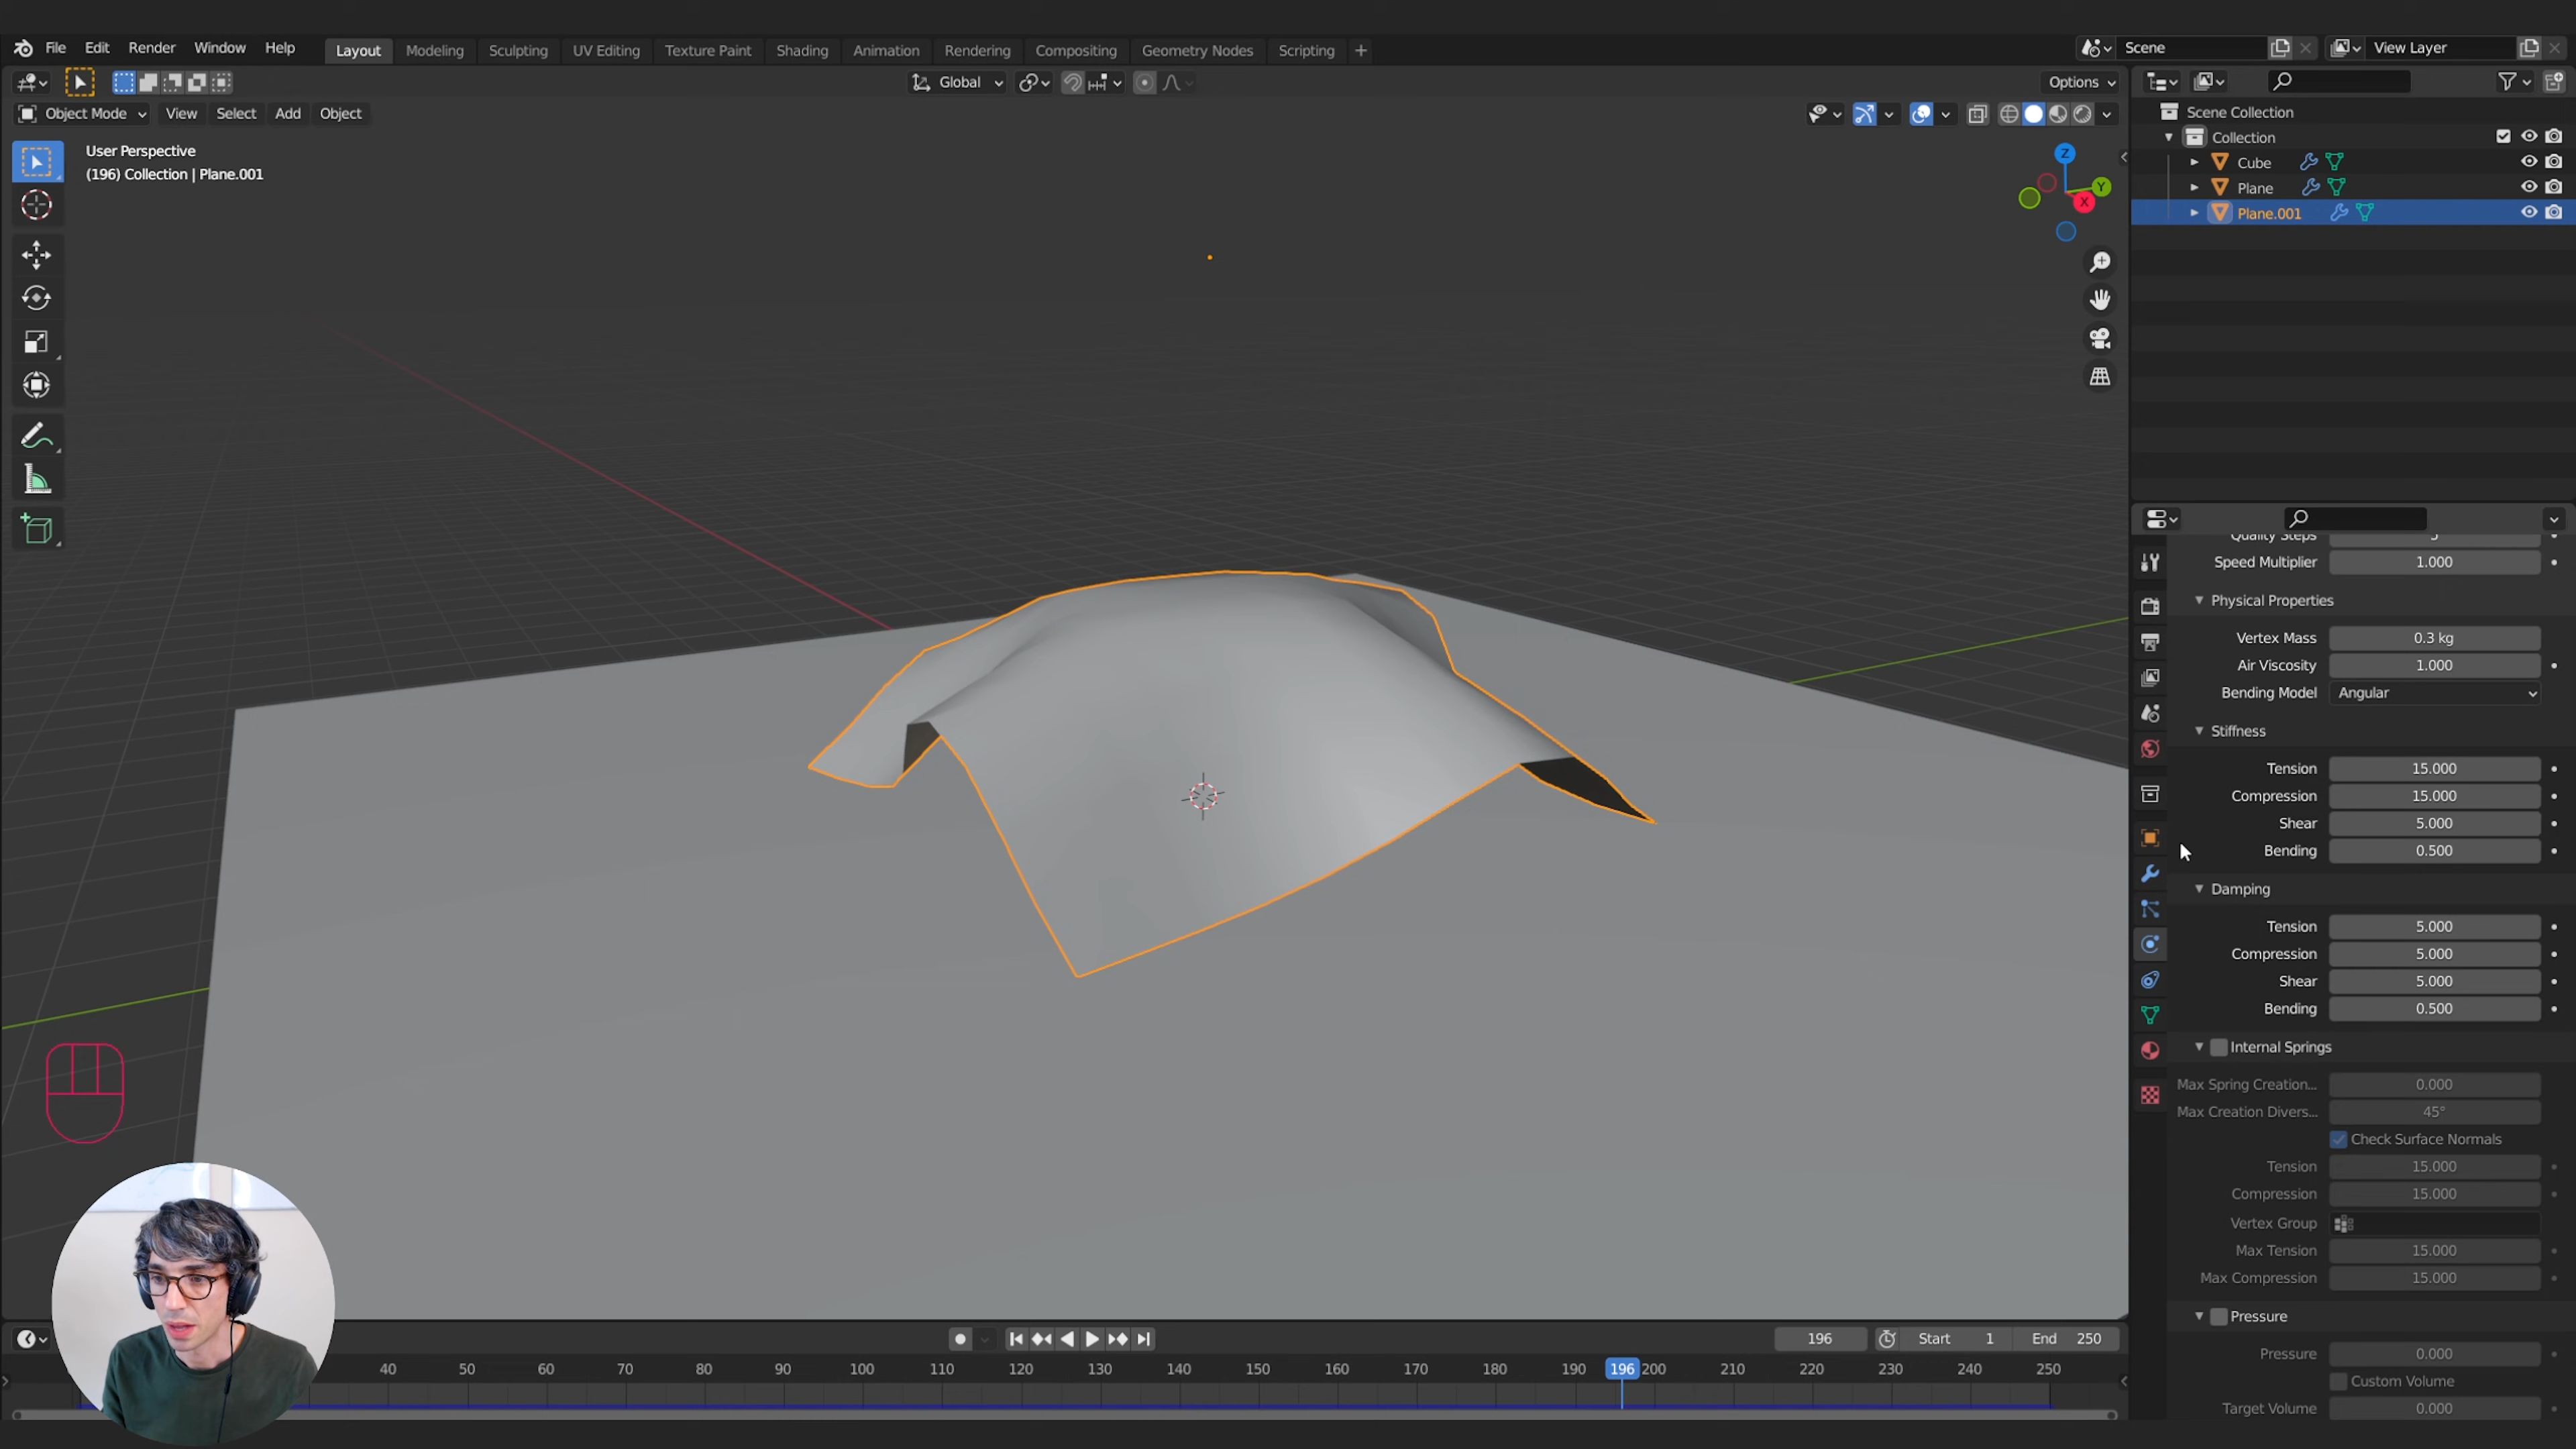 File Edit Render Window Help Layout Modeling Sculpting UV Editing Texture Paint Shading Animation Rendering Compositing Geometry Nodes Scripting + Scene View Layer
Global Options
Object Mode View Select Add Object
User Perspective
(196) Collection | Plane.001
Z
Y
X
Scene Collection
Collection
Cube
Plane
Plane.001
Quality Steps 5
Speed Multiplier 1.000
Physical Properties
Vertex Mass 0.3 kg
Air Viscosity 1.000
Bending Model Angular
Stiffness
Tension 15.000
Compression 15.000
Shear 5.000
Bending 0.500
Damping
Tension 5.000
Compression 5.000
Shear 5.000
Bending 0.500
Internal Springs
Max Spring Creation... 0.000
Max Creation Divers... 45°
Check Surface Normals
Tension 15.000
Compression 15.000
Vertex Group
Max Tension 15.000
Max Compression 15.000
Pressure
Pressure 0.000
Custom Volume
Target Volume 0.000
196 Start 1 End 250
40 50 60 70 80 90 100 110 120 130 140 150 160 170 180 190 196 200 210 220 230 240 250